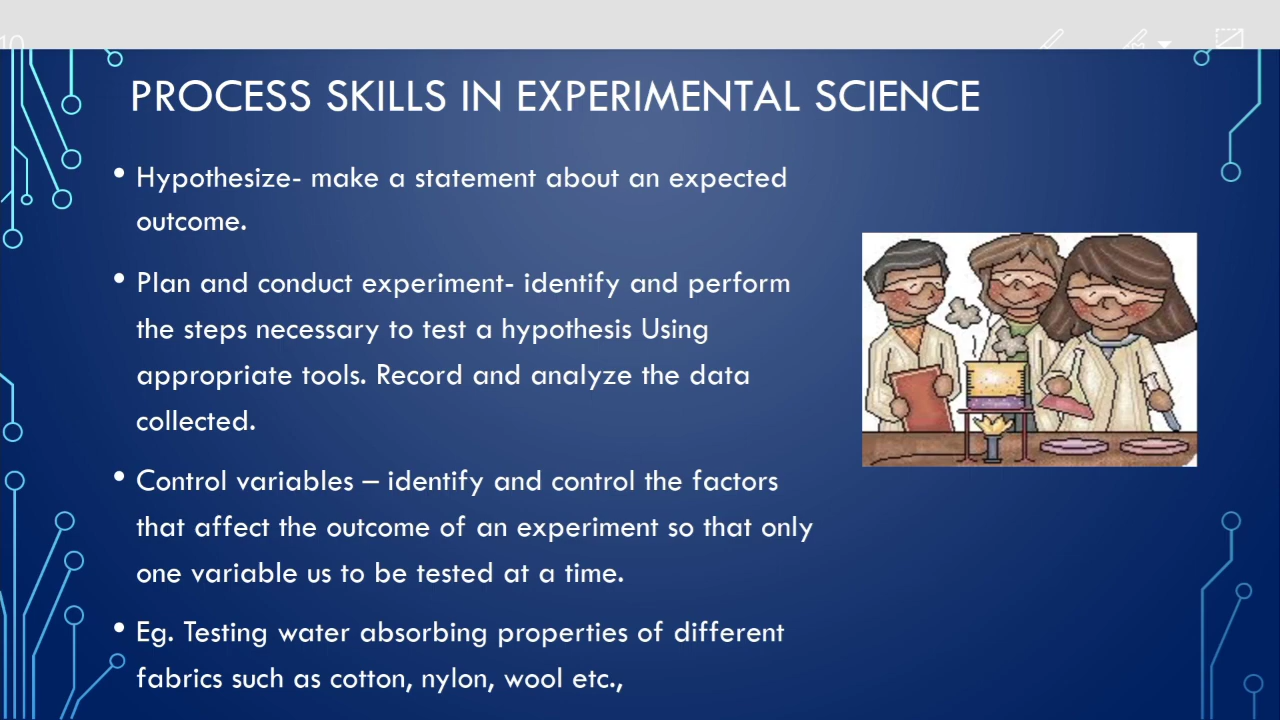 10
PROCESS SKILLS IN EXPERIMENTAL SCIENCE
• Hypothesize- make a statement about an expected
outcome.
• Plan and conduct experiment- identify and perform
the steps necessary to test a hypothesis Using
appropriate tools. Record and analyze the data
collected.
• Control variables – identify and control the factors
that affect the outcome of an experiment so that only
one variable us to be tested at a time.
• Eg. Testing water absorbing properties of different
fabrics such as cotton, nylon, wool etc.,